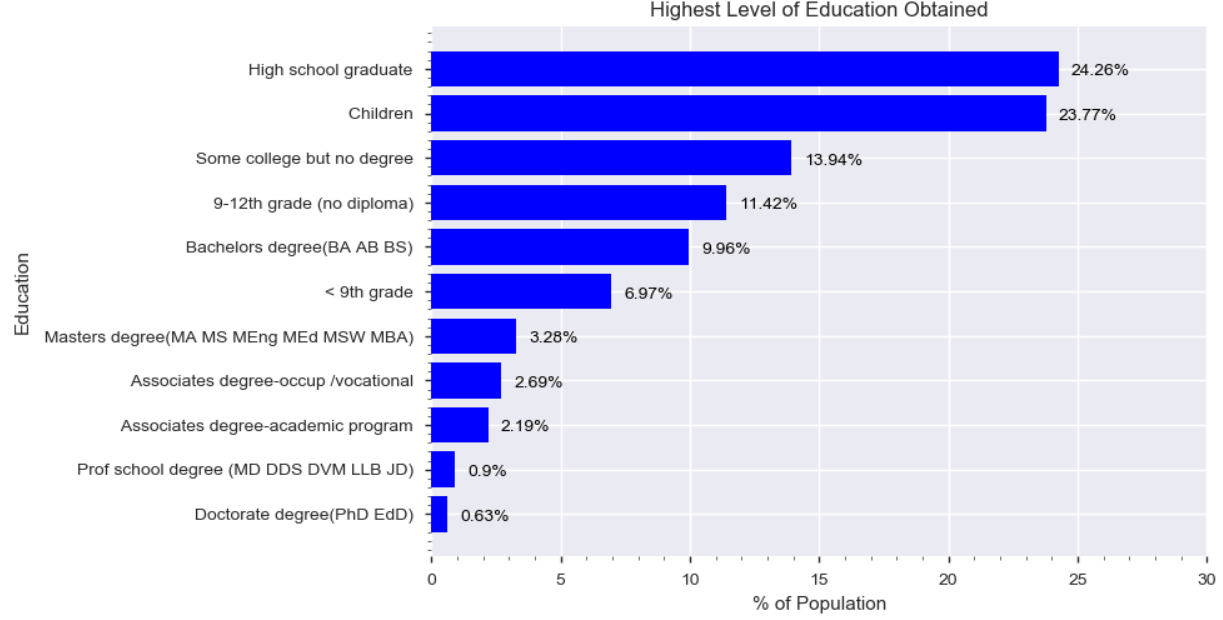 Highest Level of Education Obtained
High school graduate 24.26%
Children 23.77%
Some college but no degree 13.94%
9-12th grade (no diploma) 11.42%
Bachelors degree(BA AB BS) 9.96%
< 9th grade 6.97%
Masters degree(MA MS MEng MEd MSW MBA) 3.28%
Associates degree-occup /vocational 2.69%
Associates degree-academic program 2.19%
Prof school degree (MD DDS DVM LLB JD) 0.9%
Doctorate degree(PhD EdD) 0.63%
Education
0 5 10 15 20 25 30
% of Population